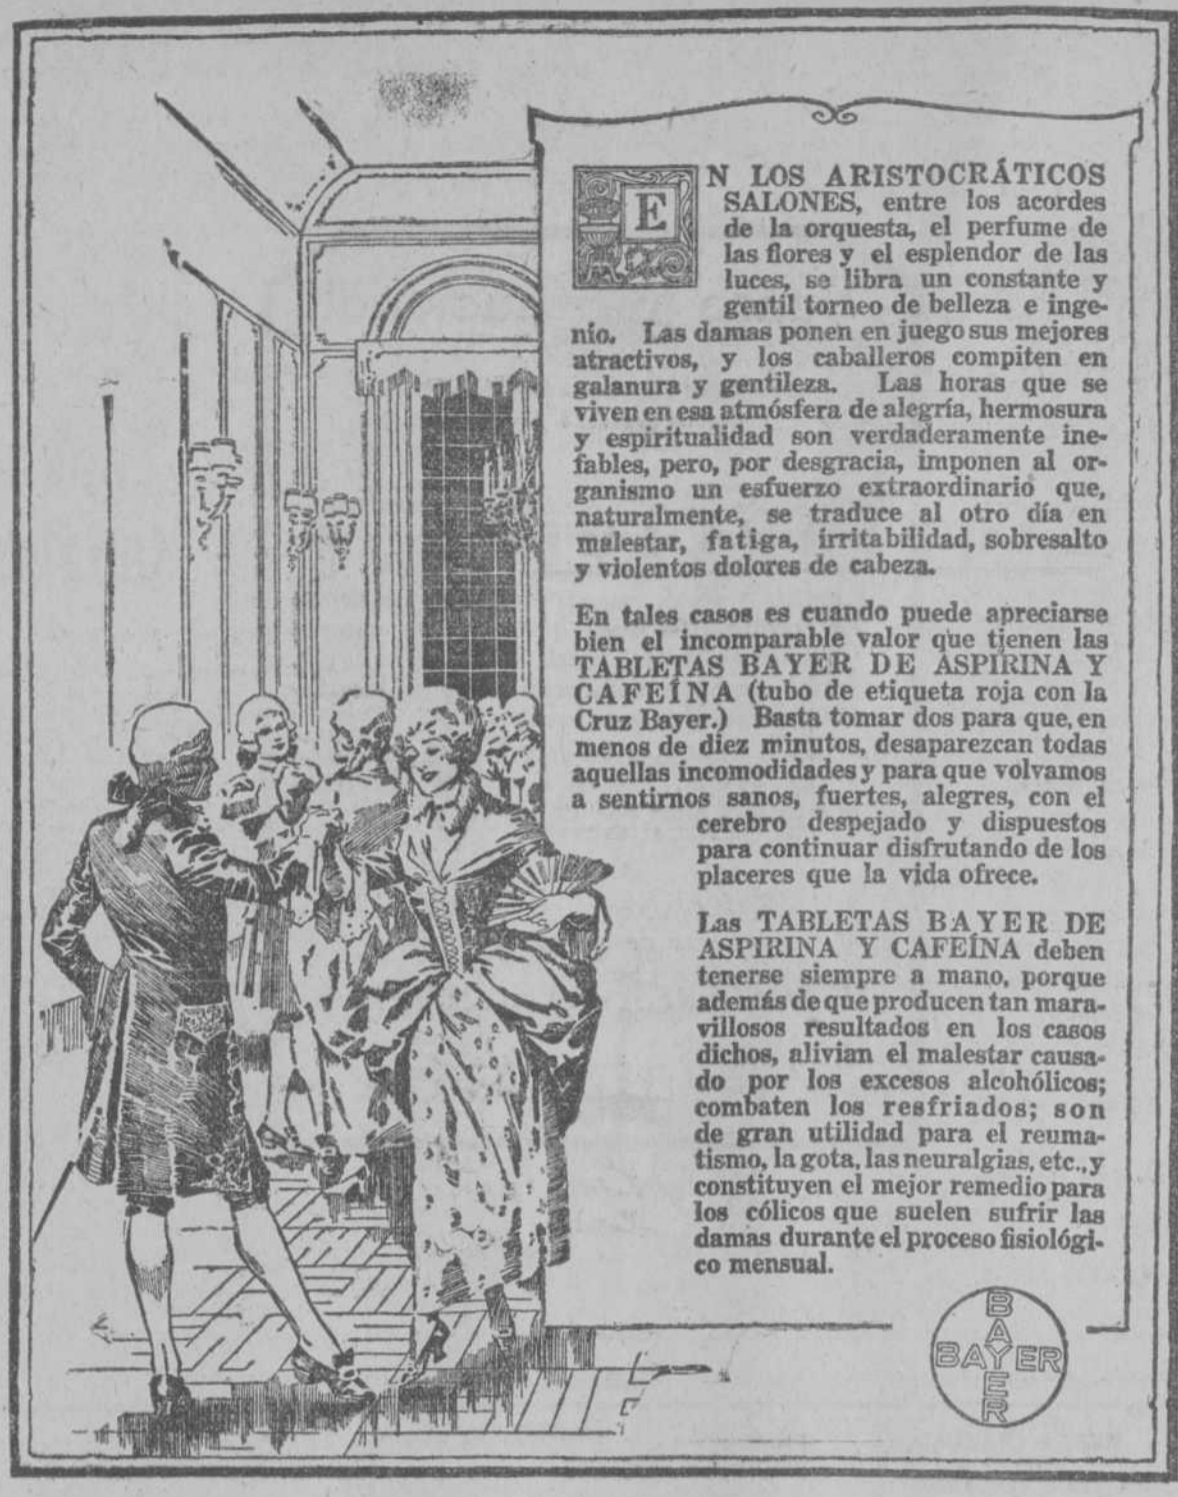 EN LOS ARISTOCRÁTICOS
SALONES, entre los acordes
de la orquesta, el perfume de
las flores y el esplendor de las
luces, se libra un constante y
gentil torneo de belleza e inge-
nio. Las damas ponen en juego sus mejores
atractivos, y los caballeros compiten en
galanura y gentileza. Las horas que se
viven en esa atmósfera de alegría, hermosura
y espiritualidad son verdaderamente ine-
fables, pero, por desgracia, imponen al or-
ganismo un esfuerzo extraordinario que,
naturalmente, se traduce al otro día en
malestar, fatiga, irritabilidad, sobresalto
y violentos dolores de cabeza.
En tales casos es cuando puede apreciarse
bien el incomparable valor que tienen las
TABLETAS BAYER DE ASPIRINA Y
CAFEÍNA (tubo de etiqueta roja con la
Cruz Bayer.) Basta tomar dos para que, en
menos de diez minutos, desaparezcan todas
aquellas incomodidades y para que volvamos
a sentirnos sanos, fuertes, alegres, con el
cerebro despejado y dispuestos
para continuar disfrutando de los
placeres que la vida ofrece.
Las TABLETAS BAYER DE
ASPIRINA Y CAFEÍNA deben
tenerse siempre a mano, porque
además de que producen tan mara-
villosos resultados en los casos
dichos, alivian el malestar causa-
do por los excesos alcohólicos;
combaten los resfriados; son
de gran utilidad para el reuma-
tismo, la gota, las neuralgias, etc., y
constituyen el mejor remedio para
los cólicos que suelen sufrir las
damas durante el proceso fisiológi-
co mensual.
BAYER
BAYER